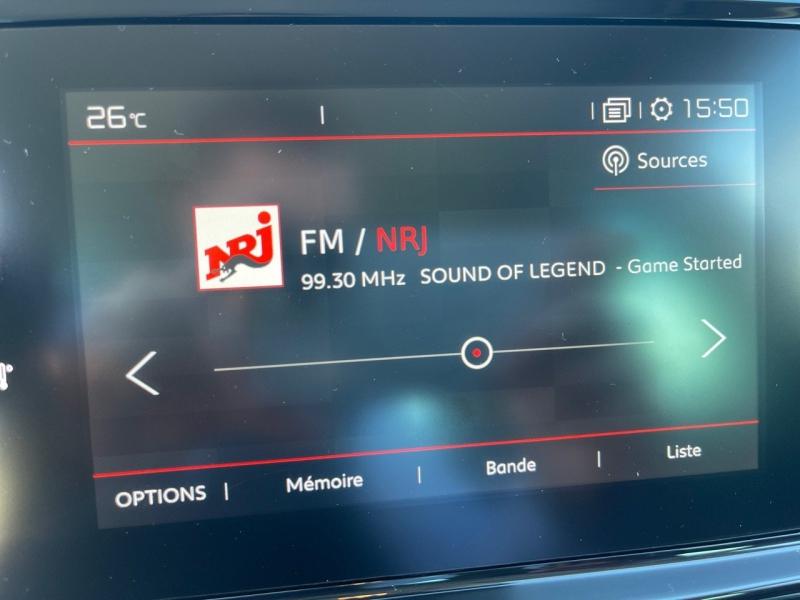 26°C | | | 15:50
Sources
NRJ
FM / NRJ
99.30 MHz SOUND OF LEGEND - Game Started
OPTIONS | Mémoire | Bande | Liste